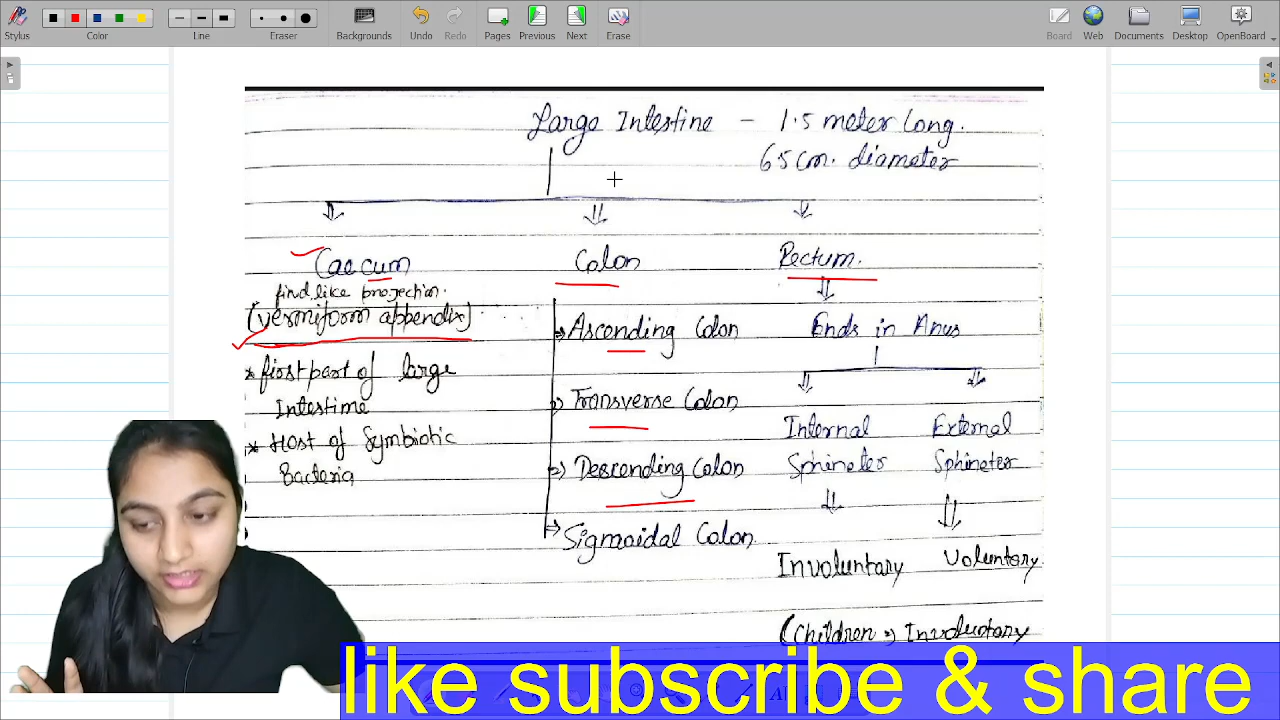 Stylus
Color
Line
Eraser
Backgrounds
Undo
Redo
Pages
Previous
Next
Erase
Board
Web
Documents
Desktop
OpenBoard
Large Intestine - 1.5 meter long.
6.5 cm. diameter
Caecum
find like projection.
(vermiform appendix)
* first part of large
Intestine
* Host of Symbiotic
Bacteria
Colon
Ascending Colon
Transverse Colon
Descending Colon
Sigmoidal Colon
Rectum.
Ends in Anus
Internal
Sphincter
Involuntary
External
Sphincter
Voluntary
(Children → Involuntary
like subscribe & share